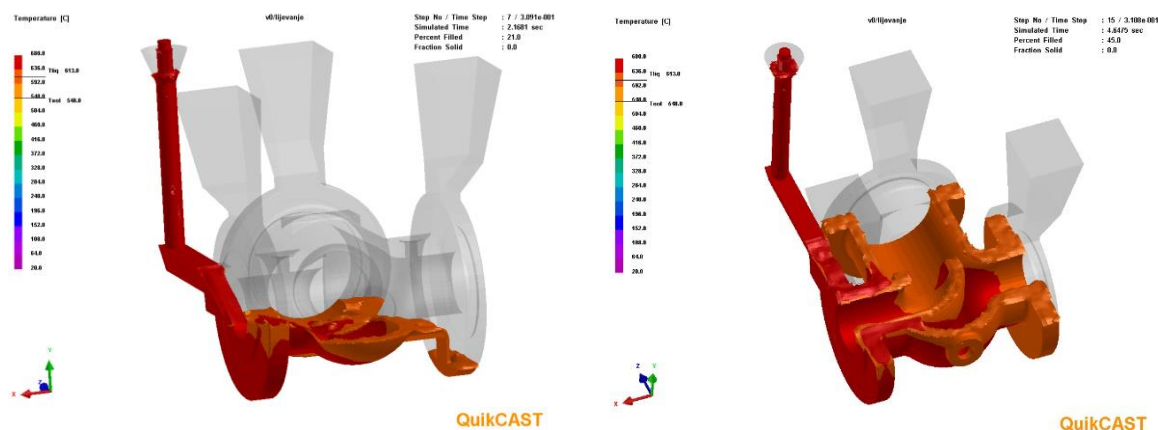 Temperature [C]
v0/lijevanje
Step No / Time Step : 7 / 3.091e-001
Simulated Time : 2.1681 sec
Percent Filled : 21.0
Fraction Solid : 0.0
680.0
636.0
Tliq 613.0
592.0
548.0
Tsol
504.0
460.0
416.0
372.0
328.0
284.0
240.0
196.0
152.0
108.0
64.0
20.0
Y
Z
X
QuikCAST
Temperature [C]
v0/lijevanje
Step No / Time Step : 15 / 3.108e-001
Simulated Time : 4.6475 sec
Percent Filled : 45.0
Fraction Solid : 0.0
680.0
636.0
Tliq 613.0
592.0
548.0
Tsol
504.0
460.0
416.0
372.0
328.0
284.0
240.0
196.0
152.0
108.0
64.0
20.0
Z
Y
X
QuikCAST